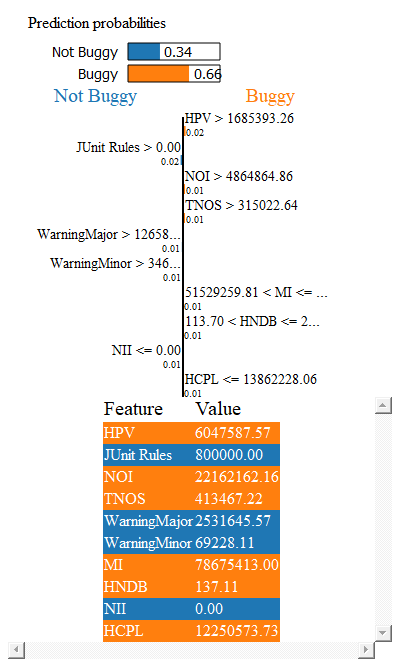 Prediction probabilities
Not Buggy 0.34
Buggy 0.66
Not Buggy Buggy
HPV > 1685393.26
0.02
JUnit Rules > 0.00
0.02
NOI > 4864864.86
0.01
TNOS > 315022.64
0.01
WarningMajor > 12658...
0.01
WarningMinor > 346...
0.01
51529259.81 < MI <= ...
0.01
113.70 < HNDB <= 2...
0.01
NII <= 0.00
0.01
HCPL <= 13862228.06
0.01
Feature Value
HPV 6047587.57
JUnit Rules 800000.00
NOI 22162162.16
TNOS 413467.22
WarningMajor 2531645.57
WarningMinor 69228.11
MI 78675413.00
HNDB 137.11
NII 0.00
HCPL 12250573.73